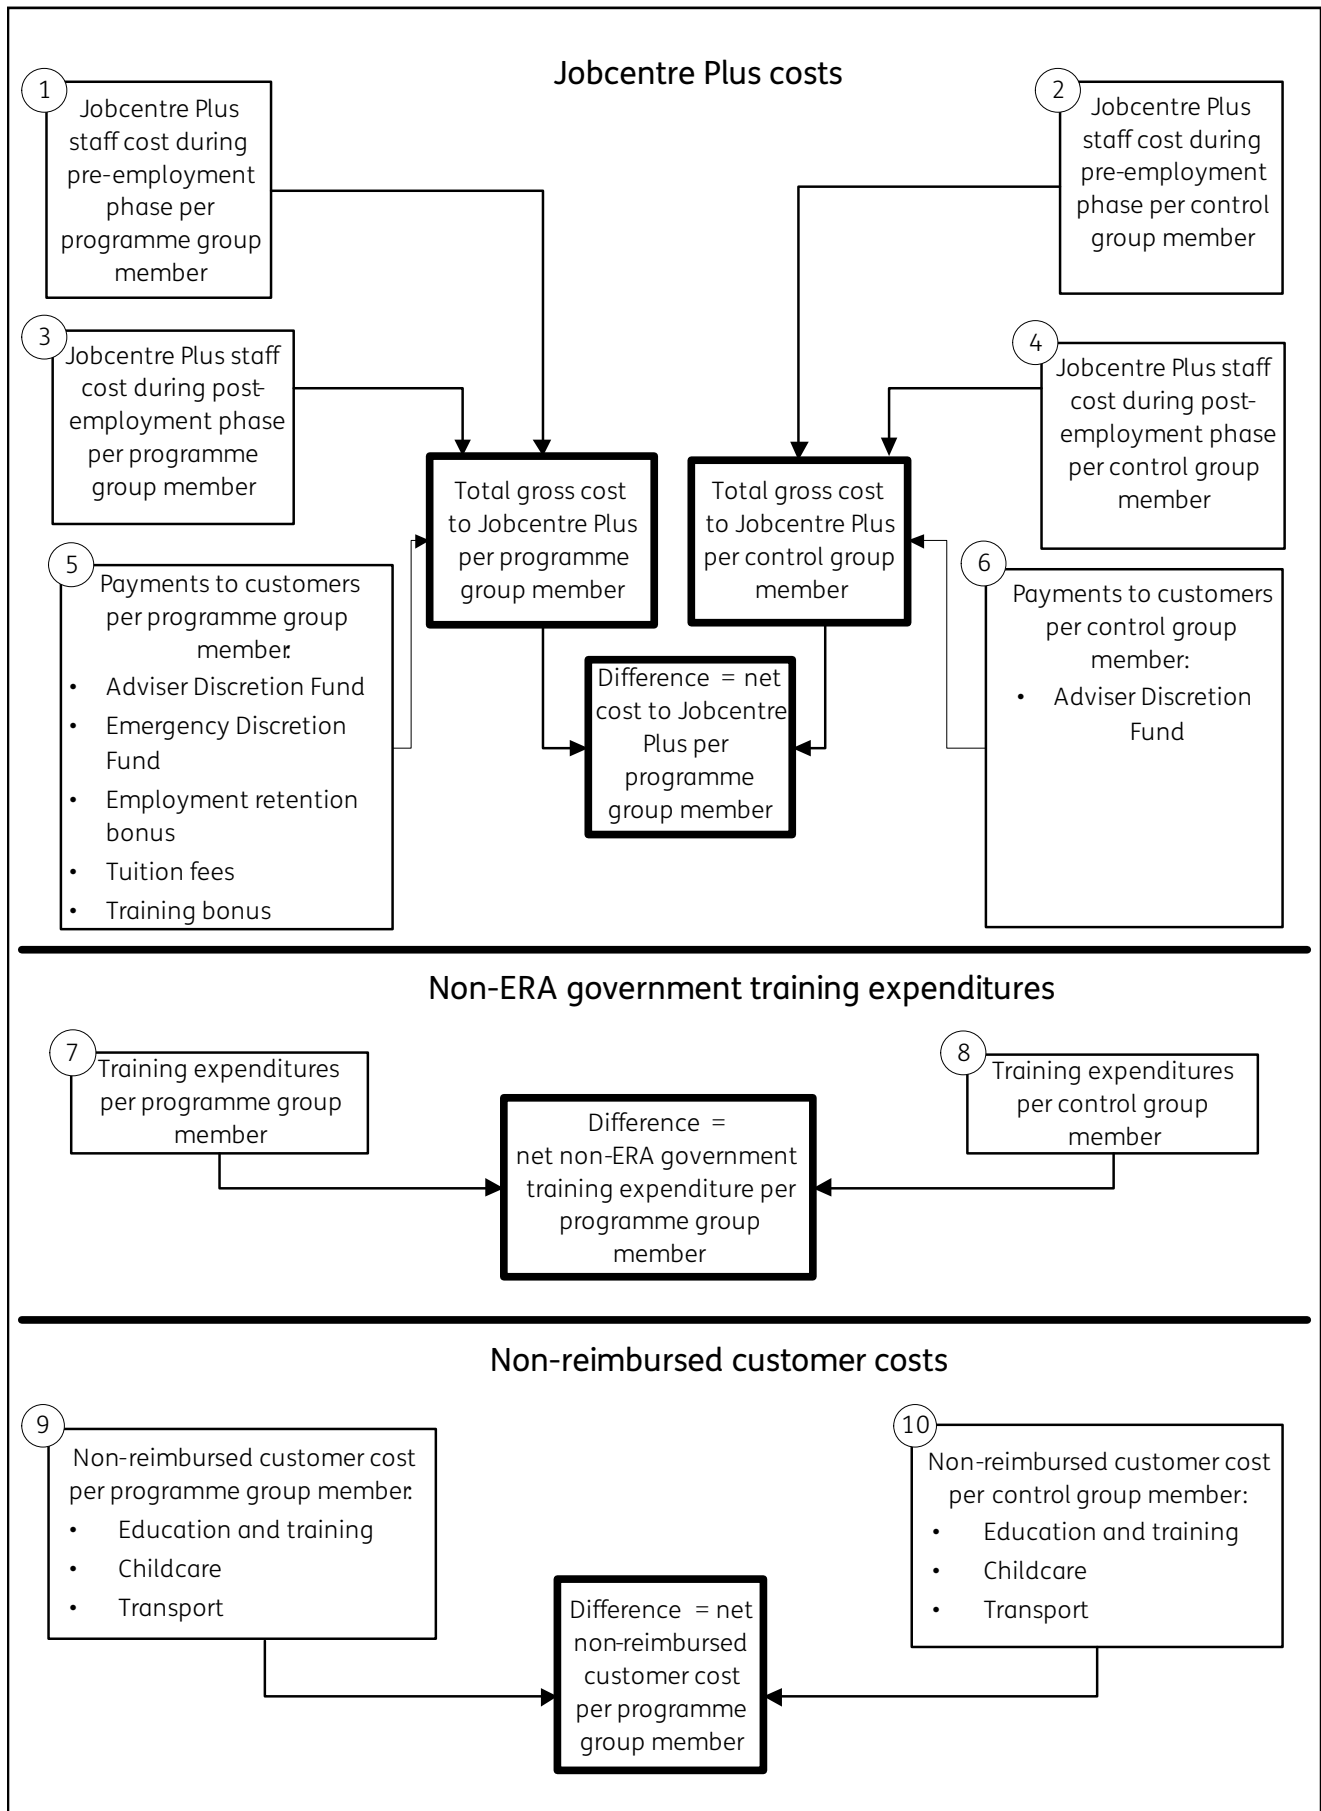 Jobcentre Plus costs
1
Jobcentre Plus
staff cost during
pre-employment
phase per
programme group
member
2
Jobcentre Plus
staff cost during
pre-employment
phase per control
group member
3
Jobcentre Plus staff
cost during post-
employment phase
per programme
group member
4
Jobcentre Plus staff
cost during post-
employment phase
per control group
member
Total gross cost
to Jobcentre Plus
per programme
group member
Total gross cost
to Jobcentre Plus
per control group
member
5
Payments to customers
per programme group
member:
• Adviser Discretion Fund
• Emergency Discretion
Fund
• Employment retention
bonus
• Tuition fees
• Training bonus
6
Payments to customers
per control group
member:
• Adviser Discretion
Fund
Difference = net
cost to Jobcentre
Plus per
programme
group member
Non-ERA government training expenditures
7
Training expenditures
per programme group
member
8
Training expenditures
per control group
member
Difference =
net non-ERA government
training expenditure per
programme group
member
Non-reimbursed customer costs
9
Non-reimbursed customer cost
per programme group member:
• Education and training
• Childcare
• Transport
10
Non-reimbursed customer cost
per control group member:
• Education and training
• Childcare
• Transport
Difference = net
non-reimbursed
customer cost
per programme
group member